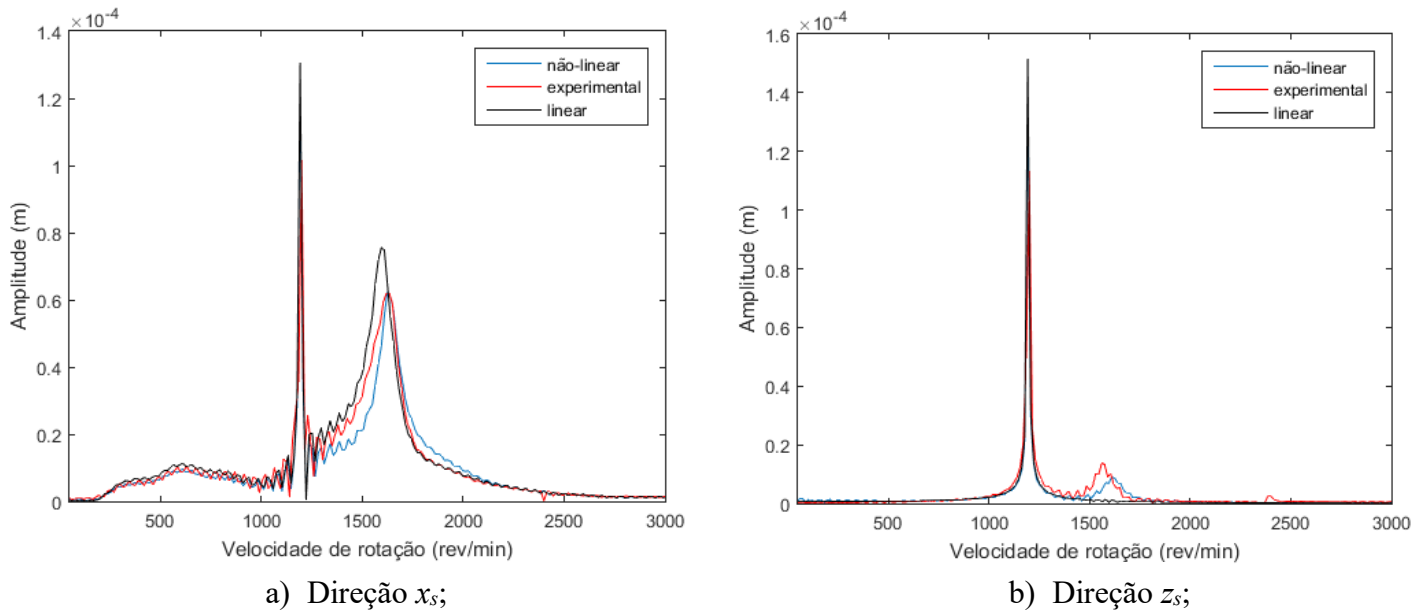 ×10-4
1.4
1.2
1
0.8
0.6
0.4
0.2
0
500
1000
1500
2000
2500
3000
Amplitude (m)
Velocidade de rotação (rev/min)
não-linear
experimental
linear
a) Direção xs;
×10-4
1.6
1.4
1.2
1
0.8
0.6
0.4
0.2
0
500
1000
1500
2000
2500
3000
Amplitude (m)
Velocidade de rotação (rev/min)
não-linear
experimental
linear
b) Direção zs;